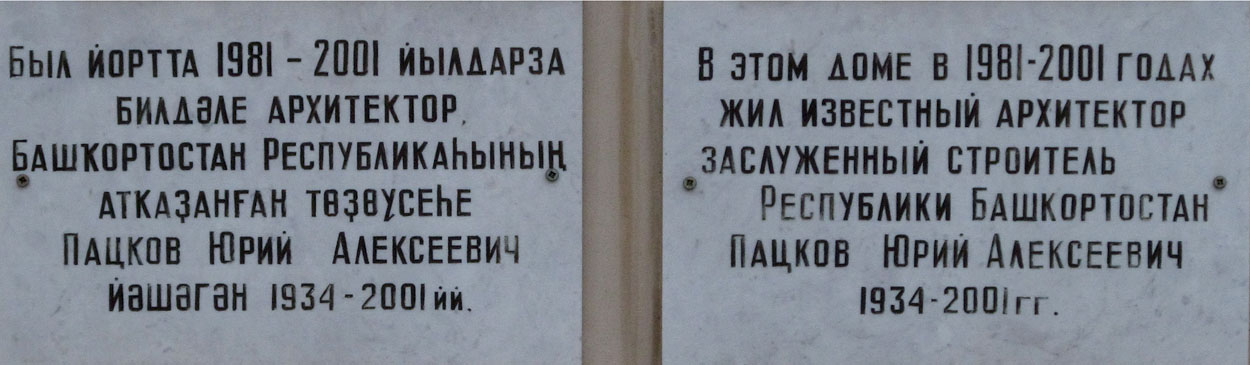 Был йортта 1981 – 2001 йылдарза
билдәле архитектор,
Башкортостан Республикаһының
атказанған төҙөүсеһе
Пацков Юрий Алексеевич
йәшәгән 1934-2001 йй.
В этом доме в 1981-2001 годах
жил известный архитектор
заслуженный строитель
Республики Башкортостан
Пацков Юрий Алексеевич
1934-2001 гг.